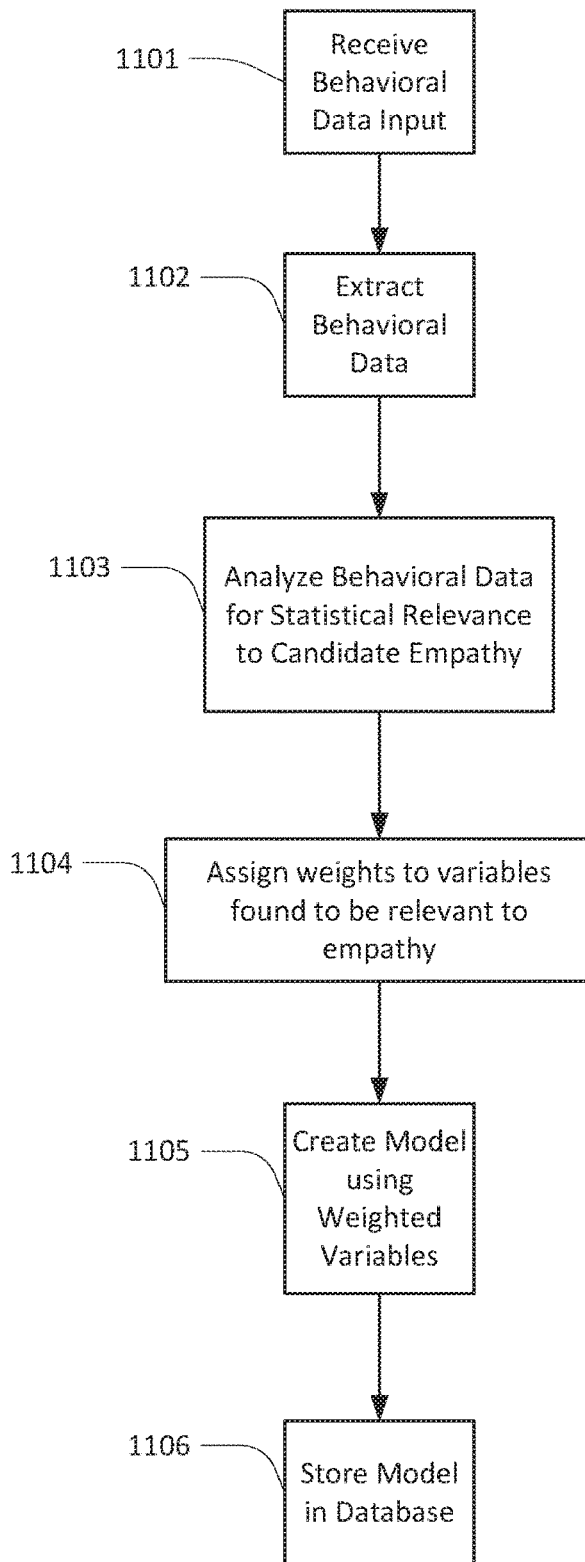 1101
Receive
Behavioral
Data Input
1102
Extract
Behavioral
Data
1103
Analyze Behavioral Data
for Statistical Relevance
to Candidate Empathy
1104
Assign weights to variables
found to be relevant to
empathy
1105
Create Model
using
Weighted
Variables
1106
Store Model
in Database